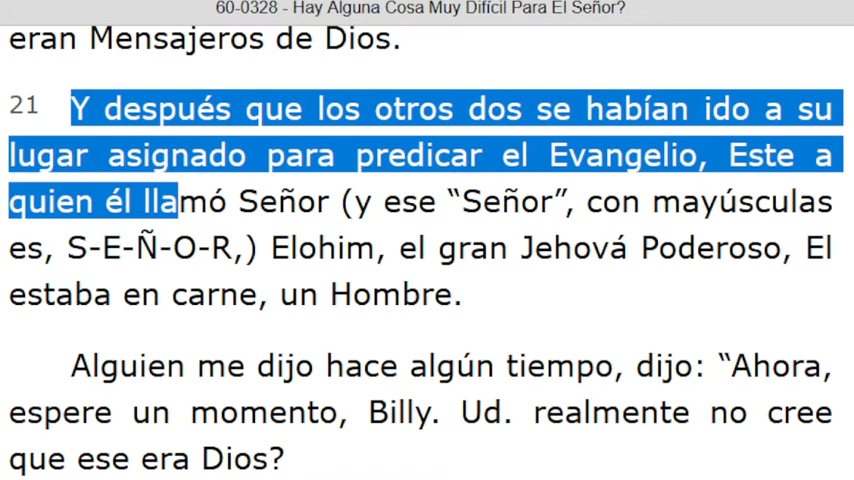 60-0328 - Hay Alguna Cosa Muy Difícil Para El Señor?
eran Mensajeros de Dios.
21 Y después que los otros dos se habían ido a su
lugar asignado para predicar el Evangelio, Este a
quien él llamó Señor (y ese “Señor”, con mayúsculas
es, S-E-Ñ-O-R,) Elohim, el gran Jehová Poderoso, El
estaba en carne, un Hombre.
Alguien me dijo hace algún tiempo, dijo: “Ahora,
espere un momento, Billy. Ud. realmente no cree
que ese era Dios?